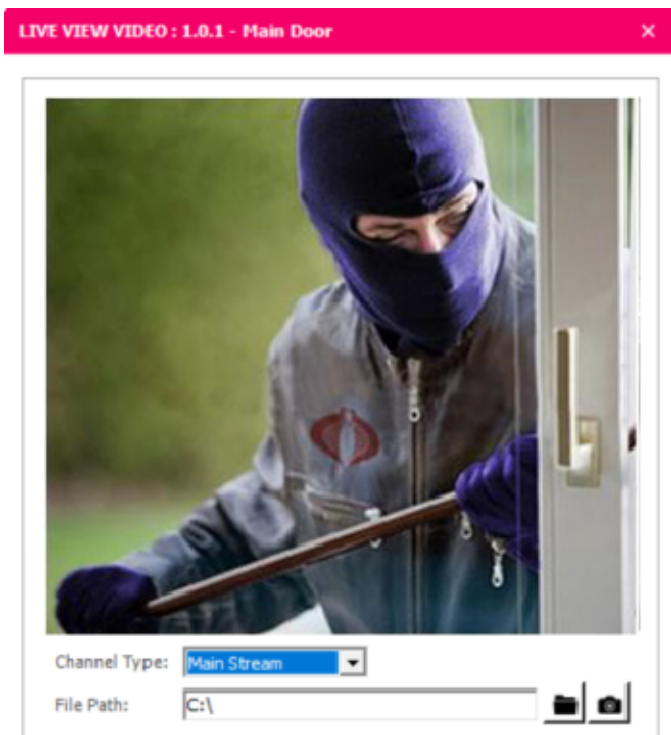 LIVE VIEW VIDEO : 1.0.1 - Main Door
Channel Type: Main Stream
File Path: C:\